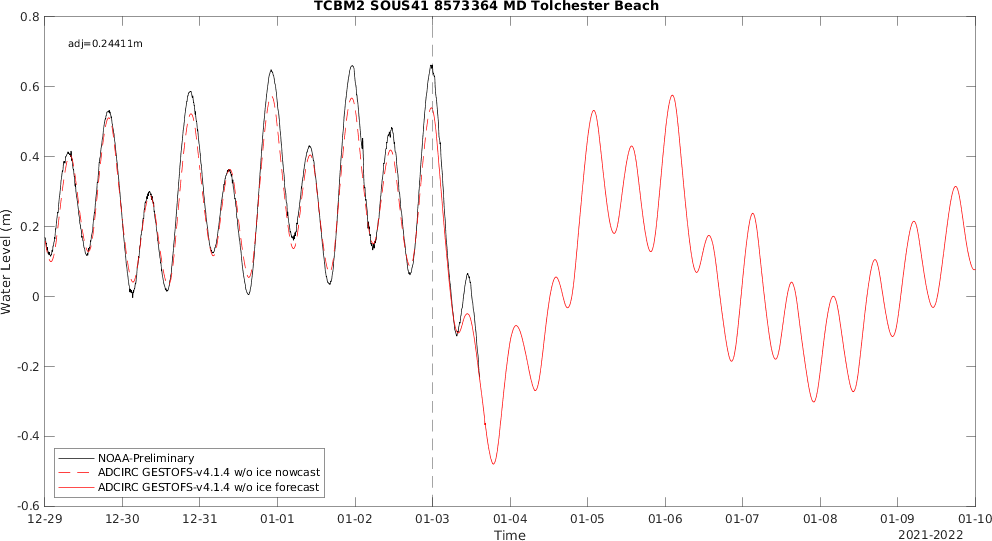 TCBM2 SOUS41 8573364 MD Tolchester Beach
adj=0.24411m
0.8
0.6
0.4
0.2
0
-0.2
-0.4
-0.6
Water Level (m)
NOAA-Preliminary
ADCIRC GESTOFS-v4.1.4 w/o ice nowcast
ADCIRC GESTOFS-v4.1.4 w/o ice forecast
12-29 12-30 12-31 01-01 01-02 01-03 01-04 01-05 01-06 01-07 01-08 01-09 01-10
Time
2021-2022